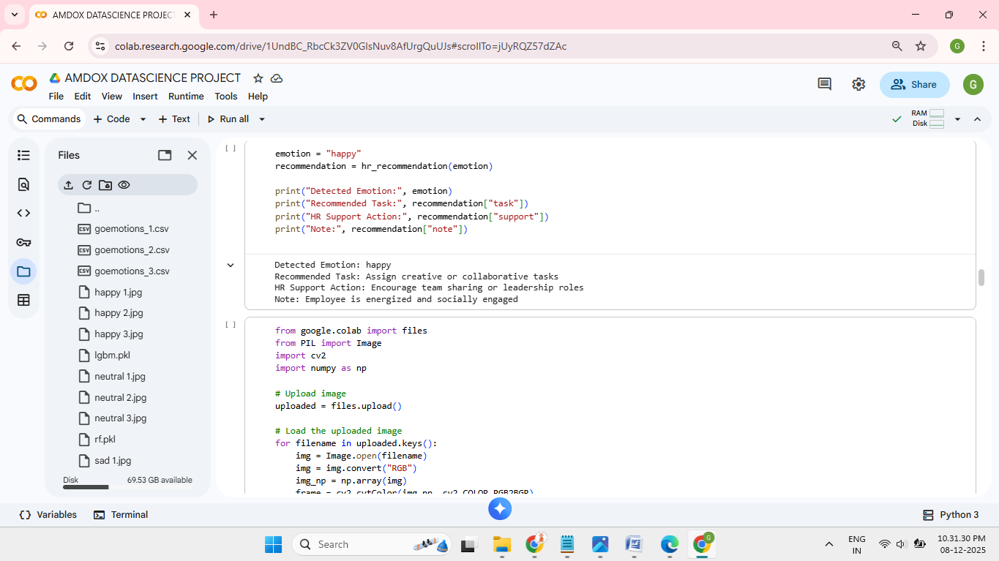 AMDOX DATASCIENCE PROJEC
colab.research.google.com/drive/1UndBC_RbcCk3ZV0GIsNuv8AfUrgQuUJs#scrollTo=jUyRQZ57dZAc
G
AMDOX DATASCIENCE PROJECT
File Edit View Insert Runtime Tools Help
Share
G
Commands + Code + Text Run all
RAM
Disk
Files
..
goemotions_1.csv
goemotions_2.csv
goemotions_3.csv
happy 1.jpg
happy 2.jpg
happy 3.jpg
lgbm.pkl
neutral 1.jpg
neutral 2.jpg
neutral 3.jpg
rf.pkl
sad 1.jpg
Disk 69.53 GB available
[ ]
emotion = "happy"
recommendation = hr_recommendation(emotion)
print("Detected Emotion:", emotion)
print("Recommended Task:", recommendation["task"])
print("HR Support Action:", recommendation["support"])
print("Note:", recommendation["note"])
Detected Emotion: happy
Recommended Task: Assign creative or collaborative tasks
HR Support Action: Encourage team sharing or leadership roles
Note: Employee is energized and socially engaged
[ ]
from google.colab import files
from PIL import Image
import cv2
import numpy as np
# Upload image
uploaded = files.upload()
# Load the uploaded image
for filename in uploaded.keys():
img = Image.open(filename)
img = img.convert("RGB")
img_np = np.array(img)
frame = cv2.cvtColor(img_np, cv2.COLOR_RGB2BGR)
Variables Terminal
Python 3
Search
ENG
IN
10.31.30 PM
08-12-2025